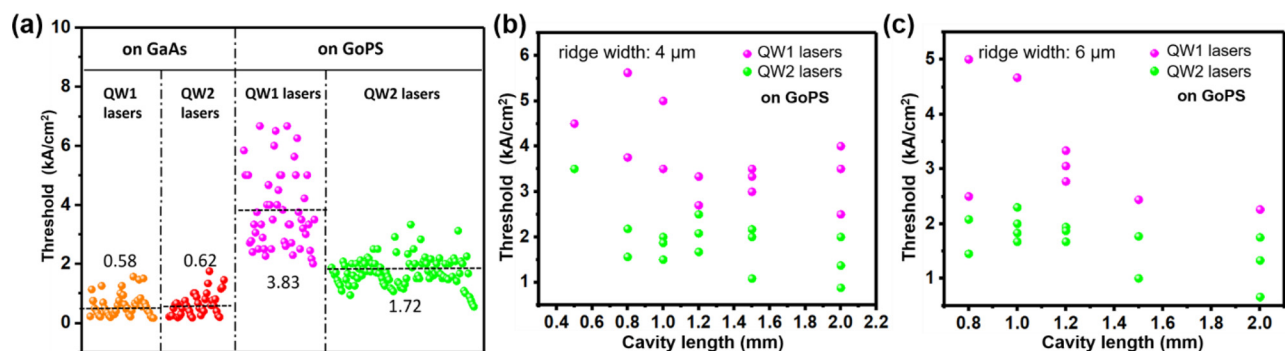 (a)
10
8
6
4
2
0
Threshold (kA/cm²)
on GaAs
on GoPS
QW1 lasers
QW2 lasers
QW1 lasers
QW2 lasers
0.58
0.62
3.83
1.72
(b)
ridge width: 4 µm
QW1 lasers
QW2 lasers
on GoPS
6
5
4
3
2
1
Threshold (kA/cm²)
0.4 0.6 0.8 1.0 1.2 1.4 1.6 1.8 2.0 2.2
Cavity length (mm)
(c)
ridge width: 6 µm
QW1 lasers
QW2 lasers
on GoPS
5
4
3
2
1
Threshold (kA/cm²)
0.8 1.0 1.2 1.4 1.6 1.8 2.0
Cavity length (mm)